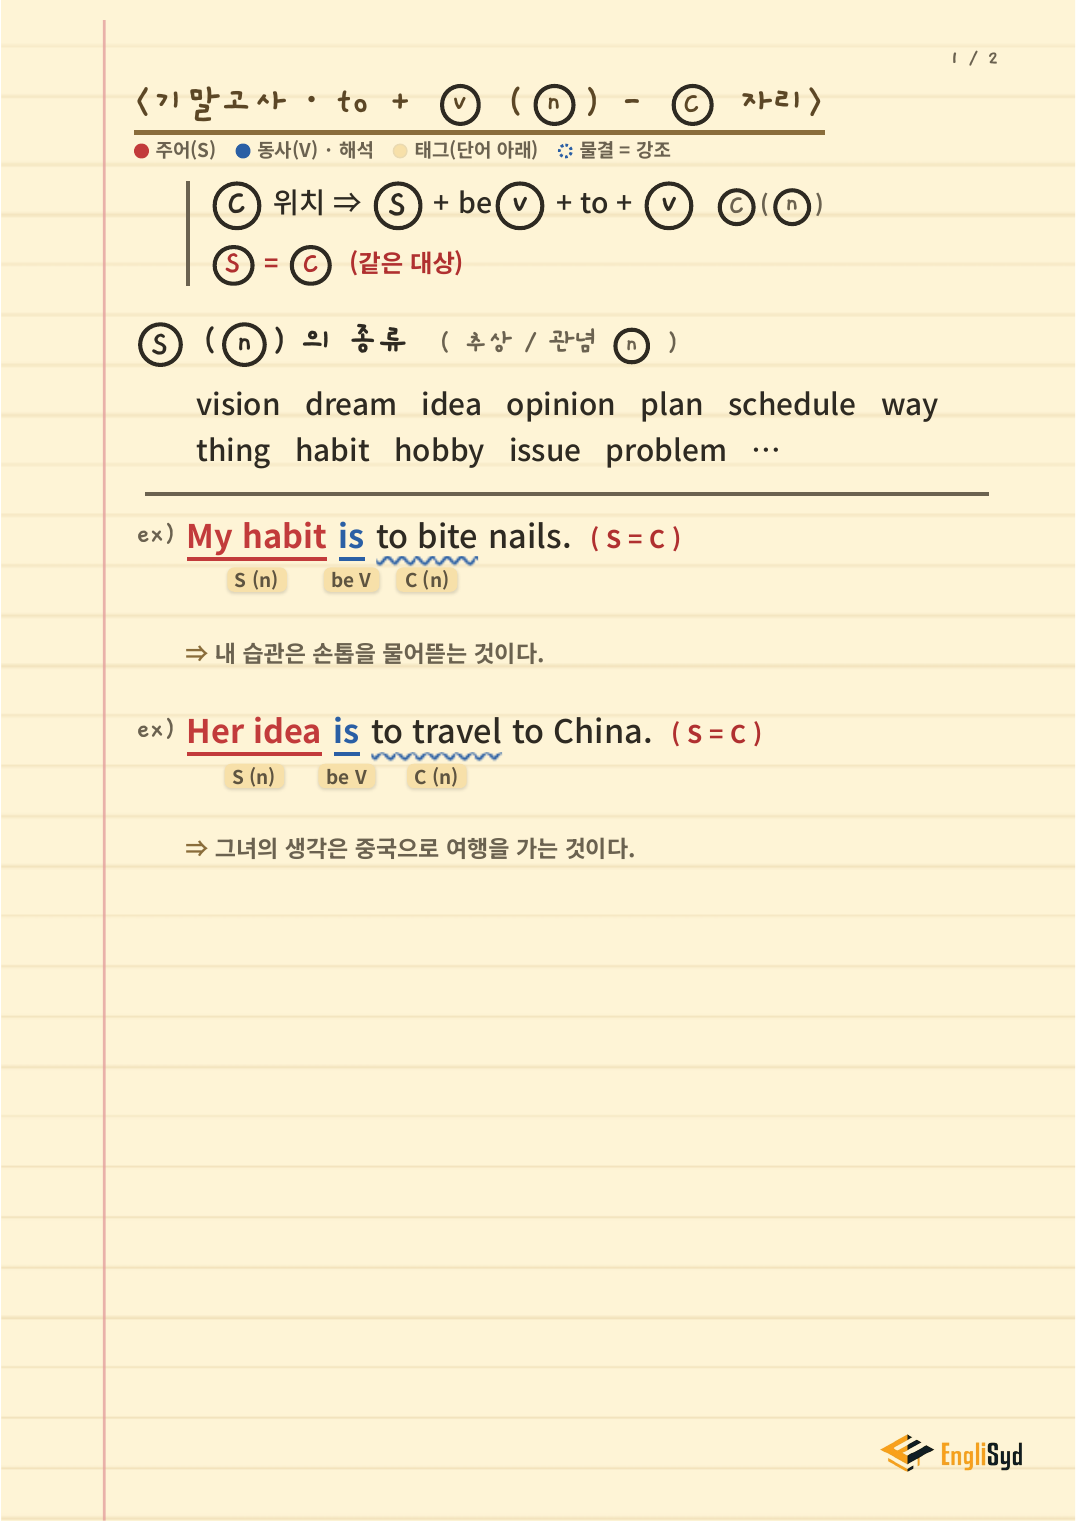 1 / 2
〈기말고사 · to + ⓥ (ⓝ) - ⓒ 자리〉
주어(S) 동사(V) · 해석 태그(단어 아래) 물결 = 강조
Ⓒ 위치 ⇒ Ⓢ + beⓥ + to + ⓥ Ⓒ(ⓝ)
Ⓢ = Ⓒ (같은 대상)
Ⓢ (ⓝ) 의 종류 ( 추상 / 관념 ⓝ )
vision dream idea opinion plan schedule way
thing habit hobby issue problem ···
ex) My habit is to bite nails. ( S = C )
S (n) be V C (n)
⇒ 내 습관은 손톱을 물어뜯는 것이다.
ex) Her idea is to travel to China. ( S = C )
S (n) be V C (n)
⇒ 그녀의 생각은 중국으로 여행을 가는 것이다.
EngliSyd